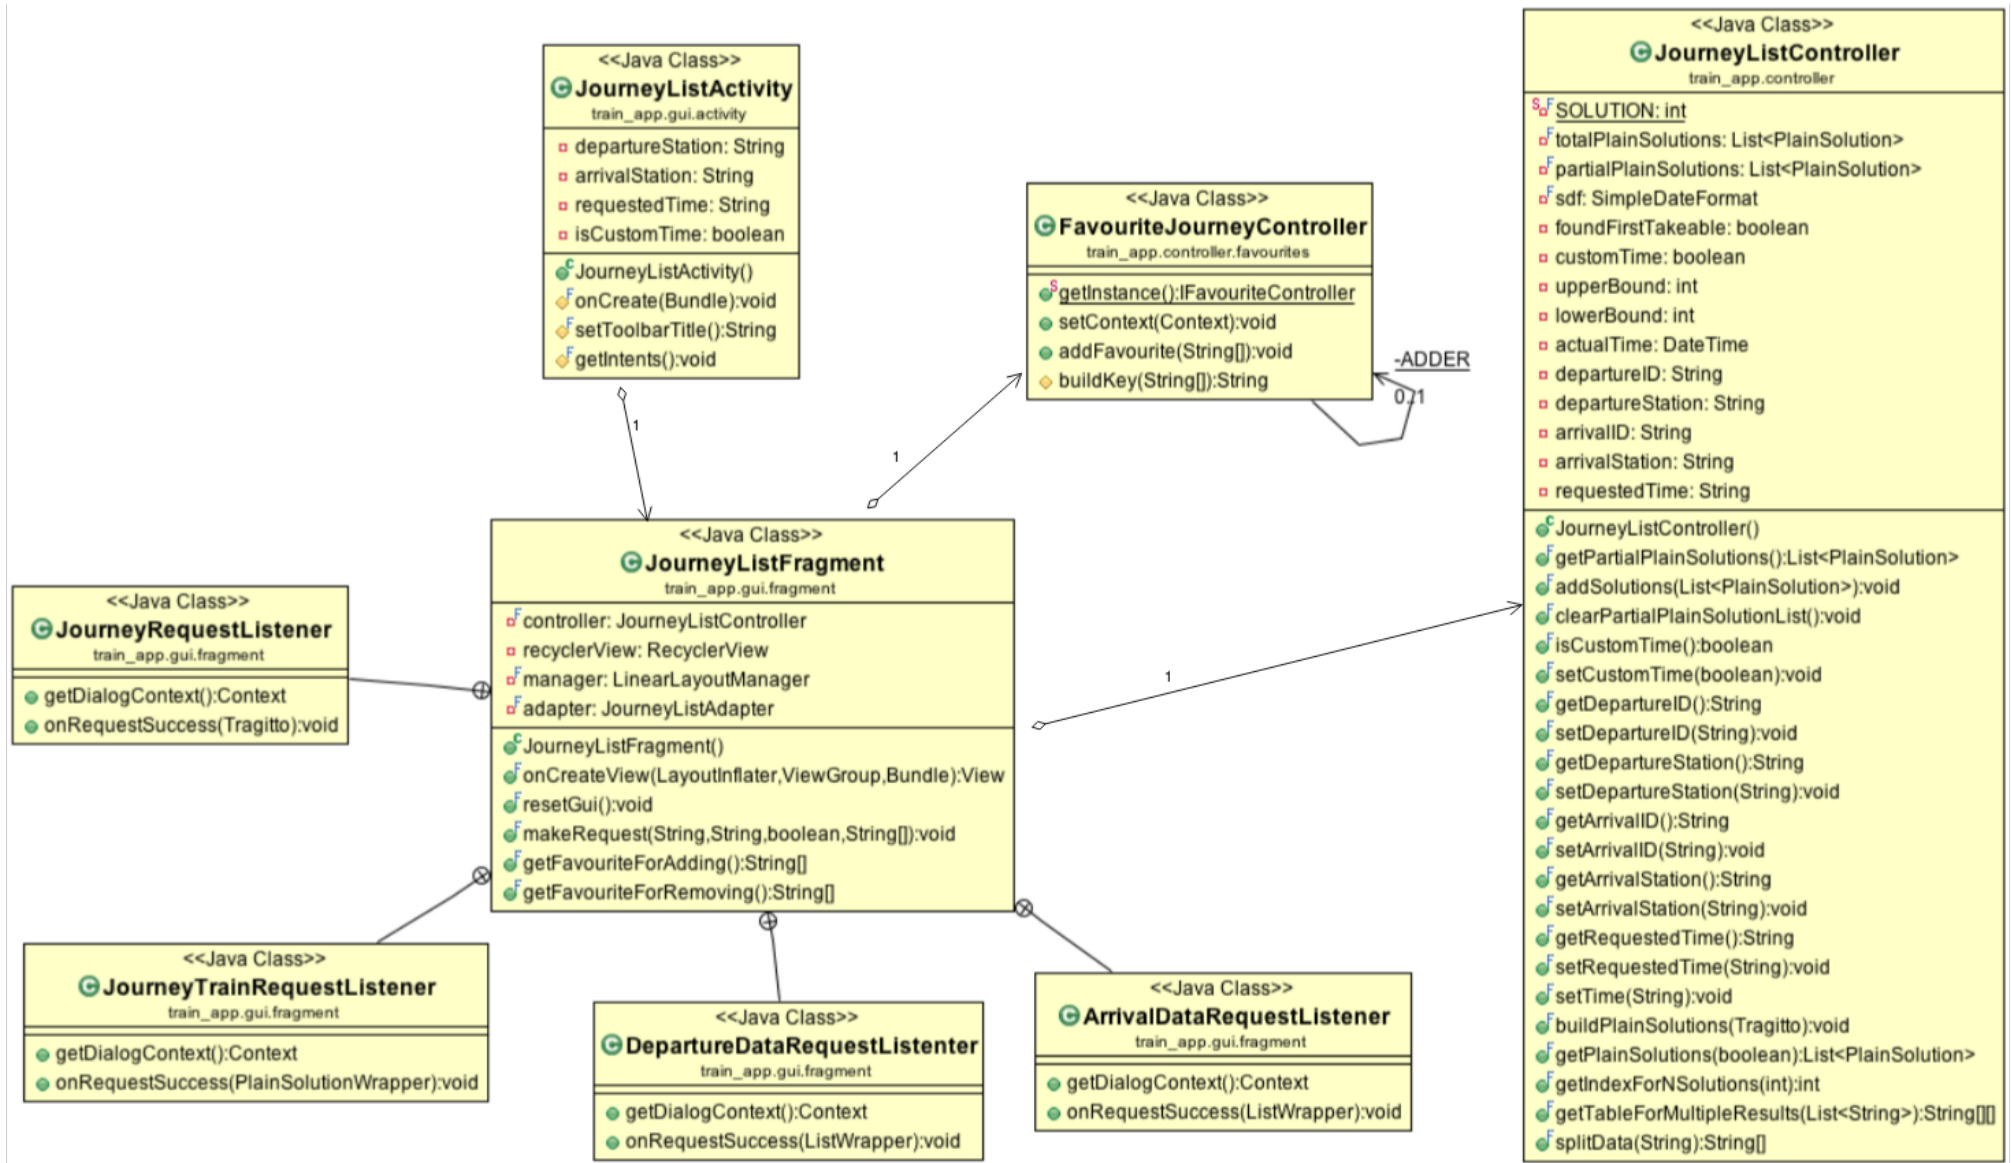 <<Java Class>>
JourneyListActivity
train_app.gui.activity
departureStation: String
arrivalStation: String
requestedTime: String
isCustomTime: boolean
JourneyListActivity()
onCreate(Bundle):void
setToolbarTitle():String
getIntents():void
1
<<Java Class>>
FavouriteJourneyController
train_app.controller.favourites
getInstance():IFavouriteController
setContext(Context):void
addFavourite(String[]):void
buildKey(String[]):String
-ADDER
0..1
1
<<Java Class>>
JourneyListController
train_app.controller
SOLUTION: int
totalPlainSolutions: List<PlainSolution>
partialPlainSolutions: List<PlainSolution>
sdf: SimpleDateFormat
foundFirstTakeable: boolean
customTime: boolean
upperBound: int
lowerBound: int
actualTime: DateTime
departureID: String
departureStation: String
arrivalID: String
arrivalStation: String
requestedTime: String
JourneyListController()
getPartialPlainSolutions():List<PlainSolution>
addSolutions(List<PlainSolution>):void
clearPartialPlainSolutionList():void
isCustomTime():boolean
setCustomTime(boolean):void
getDepartureID():String
setDepartureID(String):void
getDepartureStation():String
setDepartureStation(String):void
getArrivalID():String
setArrivalID(String):void
getArrivalStation():String
setArrivalStation(String):void
getRequestedTime():String
setRequestedTime(String):void
setTime(String):void
buildPlainSolutions(Tragitto):void
getPlainSolutions(boolean):List<PlainSolution>
getIndexForNSolutions(int):int
getTableForMultipleResults(List<String>):String[][]
splitData(String):String[]
<<Java Class>>
JourneyListFragment
train_app.gui.fragment
controller: JourneyListController
recyclerView: RecyclerView
manager: LinearLayoutManager
adapter: JourneyListAdapter
JourneyListFragment()
onCreateView(LayoutInflater,ViewGroup,Bundle):View
resetGui():void
makeRequest(String,String,boolean,String[]):void
getFavouriteForAdding():String[]
getFavouriteForRemoving():String[]
1
<<Java Class>>
JourneyRequestListener
train_app.gui.fragment
getDialogContext():Context
onRequestSuccess(Tragitto):void
<<Java Class>>
JourneyTrainRequestListener
train_app.gui.fragment
getDialogContext():Context
onRequestSuccess(PlainSolutionWrapper):void
<<Java Class>>
DepartureDataRequestListenter
train_app.gui.fragment
getDialogContext():Context
onRequestSuccess(ListWrapper):void
<<Java Class>>
ArrivalDataRequestListener
train_app.gui.fragment
getDialogContext():Context
onRequestSuccess(ListWrapper):void